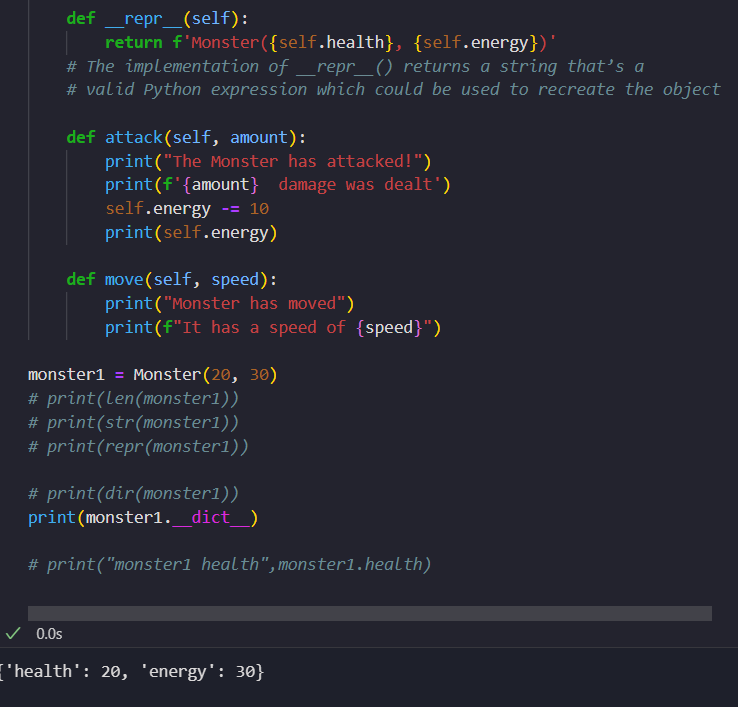 def __repr__(self):
return f'Monster({self.health}, {self.energy})'
# The implementation of __repr__() returns a string that’s a
# valid Python expression which could be used to recreate the object
def attack(self, amount):
print("The Monster has attacked!")
print(f'{amount}  damage was dealt')
self.energy -= 10
print(self.energy)
def move(self, speed):
print("Monster has moved")
print(f"It has a speed of {speed}")
monster1 = Monster(20, 30)
# print(len(monster1))
# print(str(monster1))
# print(repr(monster1))
# print(dir(monster1))
print(monster1.__dict__)
# print("monster1 health",monster1.health)
0.0s
{'health': 20, 'energy': 30}